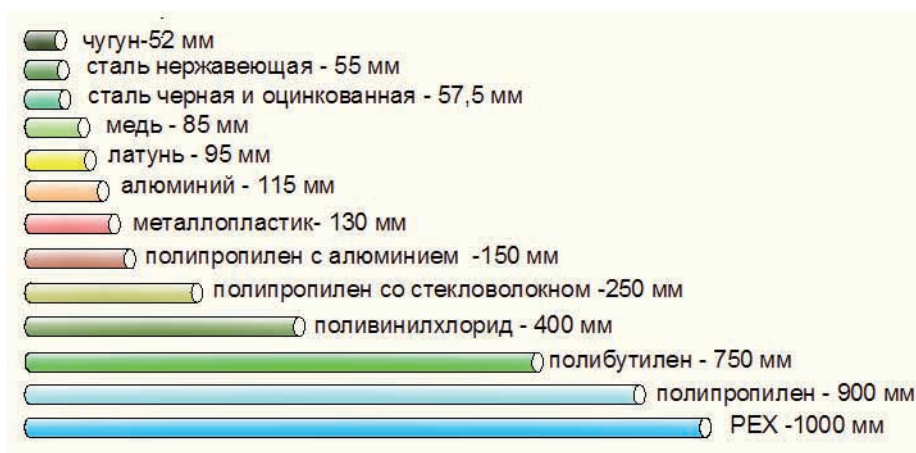 чугун-52 мм
сталь нержавеющая - 55 мм
сталь черная и оцинкованная - 57,5 мм
медь - 85 мм
латунь - 95 мм
алюминий - 115 мм
металлопластик- 130 мм
полипропилен с алюминием -150 мм
полипропилен со стекловолокном -250 мм
поливинилхлорид - 400 мм
полибутилен - 750 мм
полипропилен - 900 мм
PEX -1000 мм